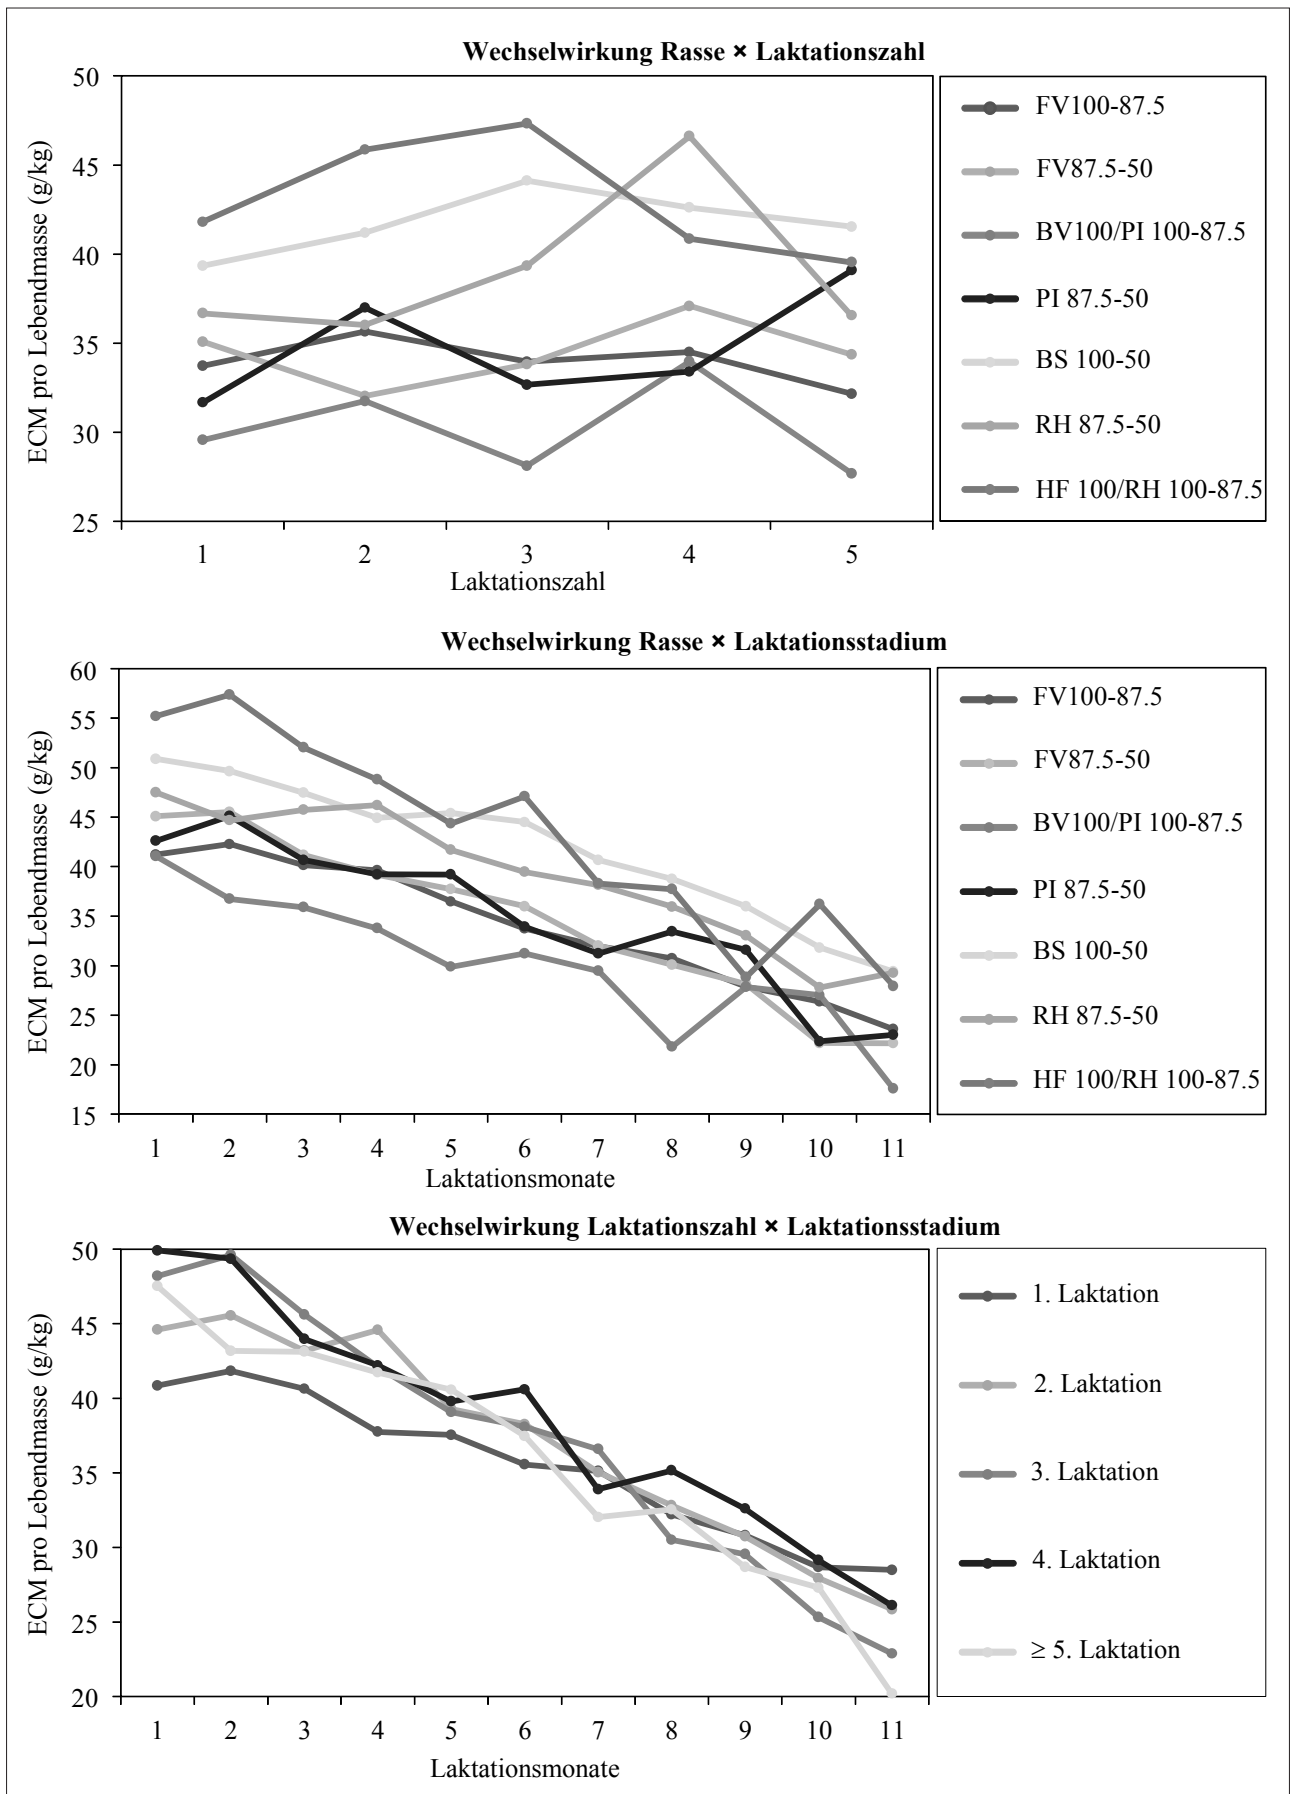 Wechselwirkung Rasse × Laktationszahl
ECM pro Lebendmasse (g/kg)
50
45
40
35
30
25
1 2 3 4 5
Laktationszahl
FV100-87.5
FV87.5-50
BV100/PI 100-87.5
PI 87.5-50
BS 100-50
RH 87.5-50
HF 100/RH 100-87.5
Wechselwirkung Rasse × Laktationsstadium
ECM pro Lebendmasse (g/kg)
60
55
50
45
40
35
30
25
20
15
1 2 3 4 5 6 7 8 9 10 11
Laktationsmonate
FV100-87.5
FV87.5-50
BV100/PI 100-87.5
PI 87.5-50
BS 100-50
RH 87.5-50
HF 100/RH 100-87.5
Wechselwirkung Laktationszahl × Laktationsstadium
ECM pro Lebendmasse (g/kg)
50
45
40
35
30
25
20
1 2 3 4 5 6 7 8 9 10 11
Laktationsmonate
1. Laktation
2. Laktation
3. Laktation
4. Laktation
≥ 5. Laktation